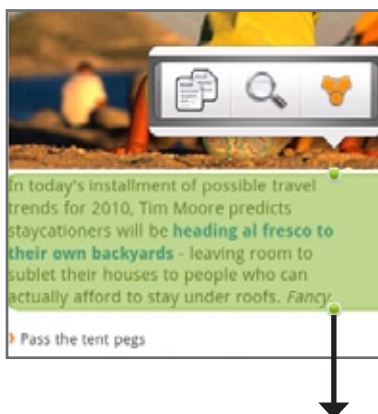 In today's installment of possible travel
trends for 2010, Tim Moore predicts
staycationers will be heading al fresco to
their own backyards - leaving room to
sublet their houses to people who can
actually afford to stay under roofs. Fancy.
Pass the tent pegs